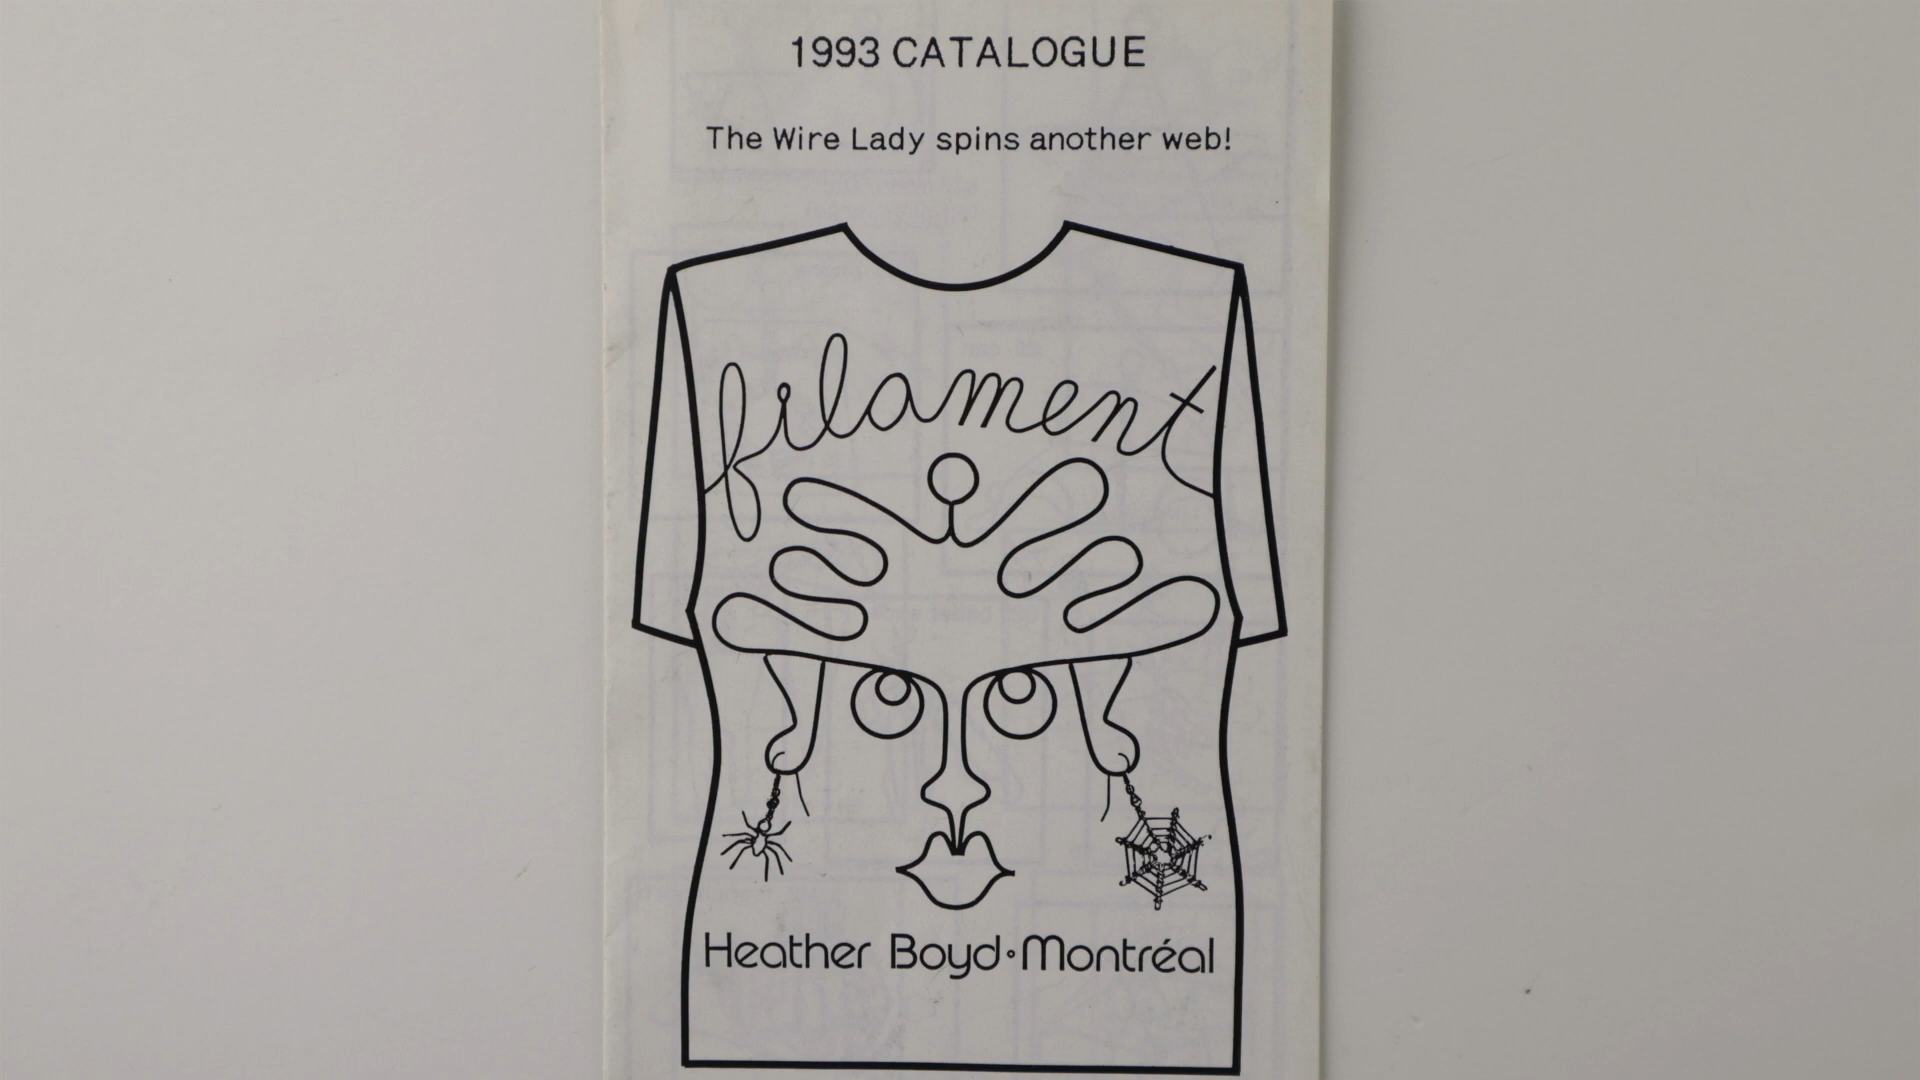 1993 CATALOGUE
The Wire Lady spins another web!
filament
Heather Boyd∘Montréal